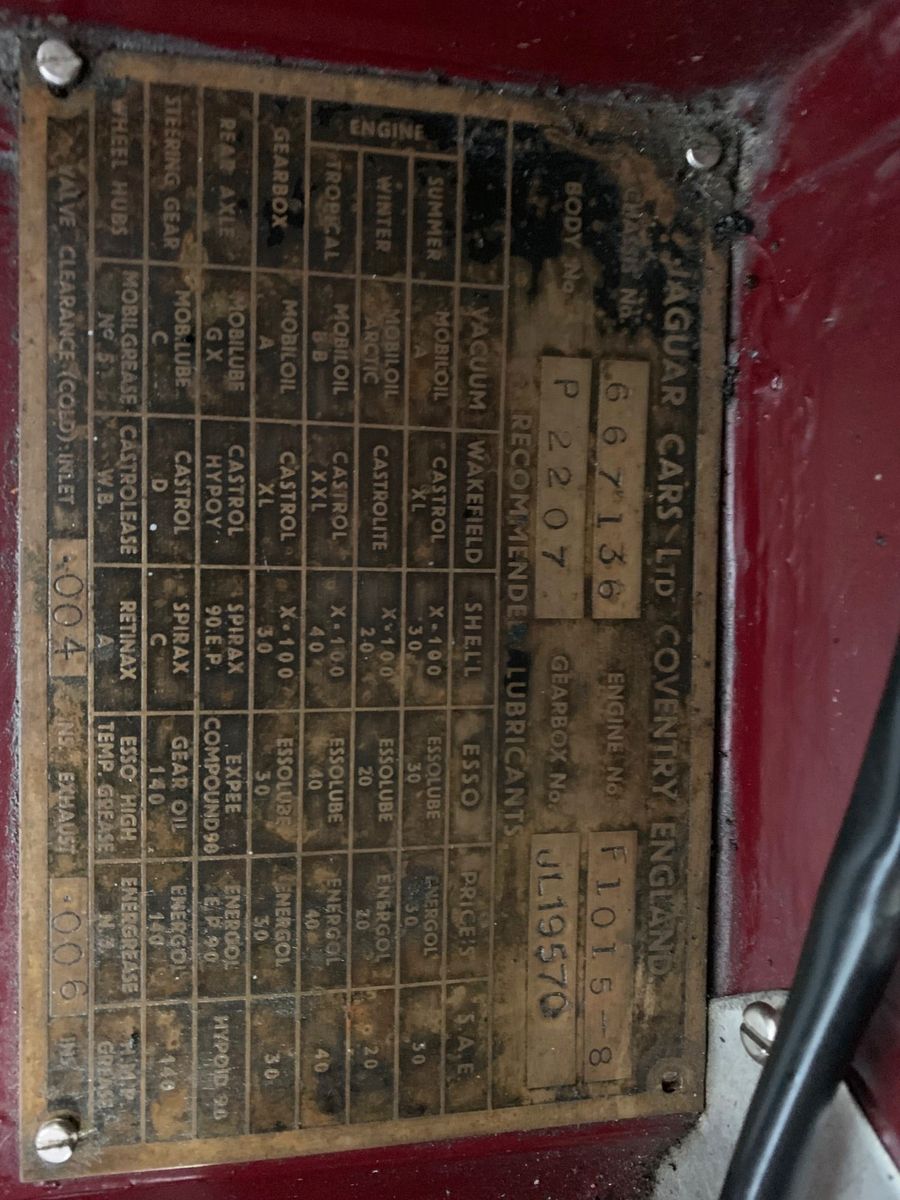 JAGUAR CARS LTD COVENTRY ENGLAND
CHASSIS No. 667136 ENGINE No. F1015-8
BODY No. P 2207 GEARBOX No. JL19570
RECOMMENDED LUBRICANTS
VACUUM WAKEFIELD SHELL ESSO PRICE'S S.A.E
ENGINE
SUMMER MOBILOIL A CASTROL XL X-100 30 ESSOLUBE 30 ENERGOL 30 30
WINTER MOBILOIL ARCTIC CASTROLITE X-100 20 ESSOLUBE 20 ENERGOL 20 20
TROPICAL MOBILOIL BB CASTROL XXL X-100 40 ESSOLUBE 40 ENERGOL 40 40
GEARBOX MOBILOIL A CASTROL XL X-100 30 ESSOLUBE 30 ENERGOL 30 30
REAR AXLE MOBILUBE GX CASTROL HYPOY SPIRAX 90.E.P. EXPEE COMPOUND 90 ENERGOL E.P. 90 HYPOID 90
STEERING GEAR MOBILUBE C CASTROL D SPIRAX C GEAR OIL 140 ENERGOL 140 140
WHEEL HUBS MOBILGREASE No 5 CASTROLEASE W.B. RETINAX A ESSO HIGH TEMP. GREASE ENERGREASE N.3 H.M.P. GREASE
VALVE CLEARANCE (COLD): INLET .004 INS. EXHAUST .006 INS.